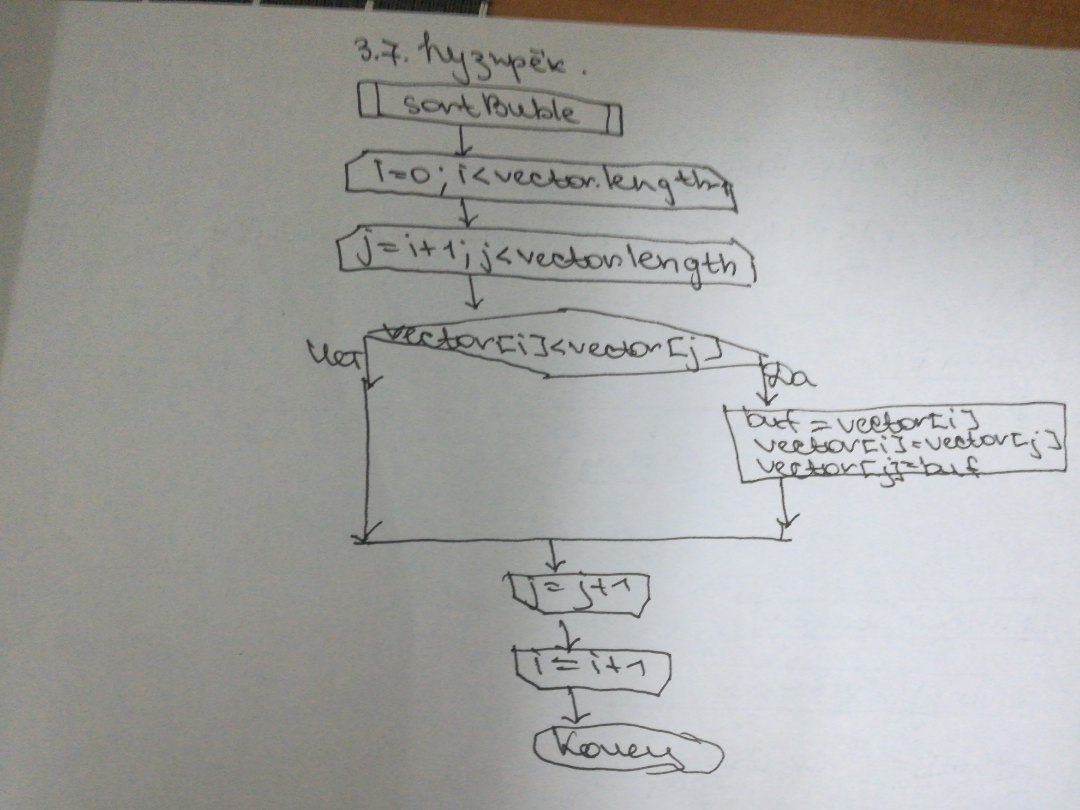 3.7. Пузырёк.
sortBuble
i=0; i<vector.length-1
j=i+1; j<vector.length
vector[i]<vector[j]
Нет
Да
buf=vector[i]
vector[i]=vector[j]
vector[j]=buf
j=j+1
i=i+1
Конец